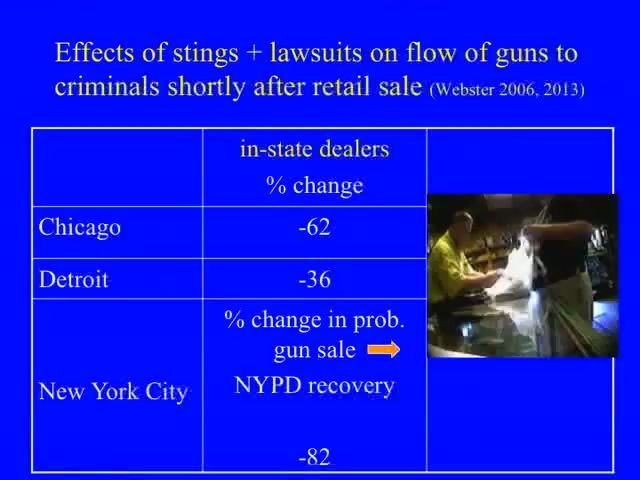 Effects of stings + lawsuits on flow of guns to
criminals shortly after retail sale (Webster 2006, 2013)
in-state dealers
% change
Chicago
-62
Detroit
-36
% change in prob.
gun sale
New York City
NYPD recovery
-82